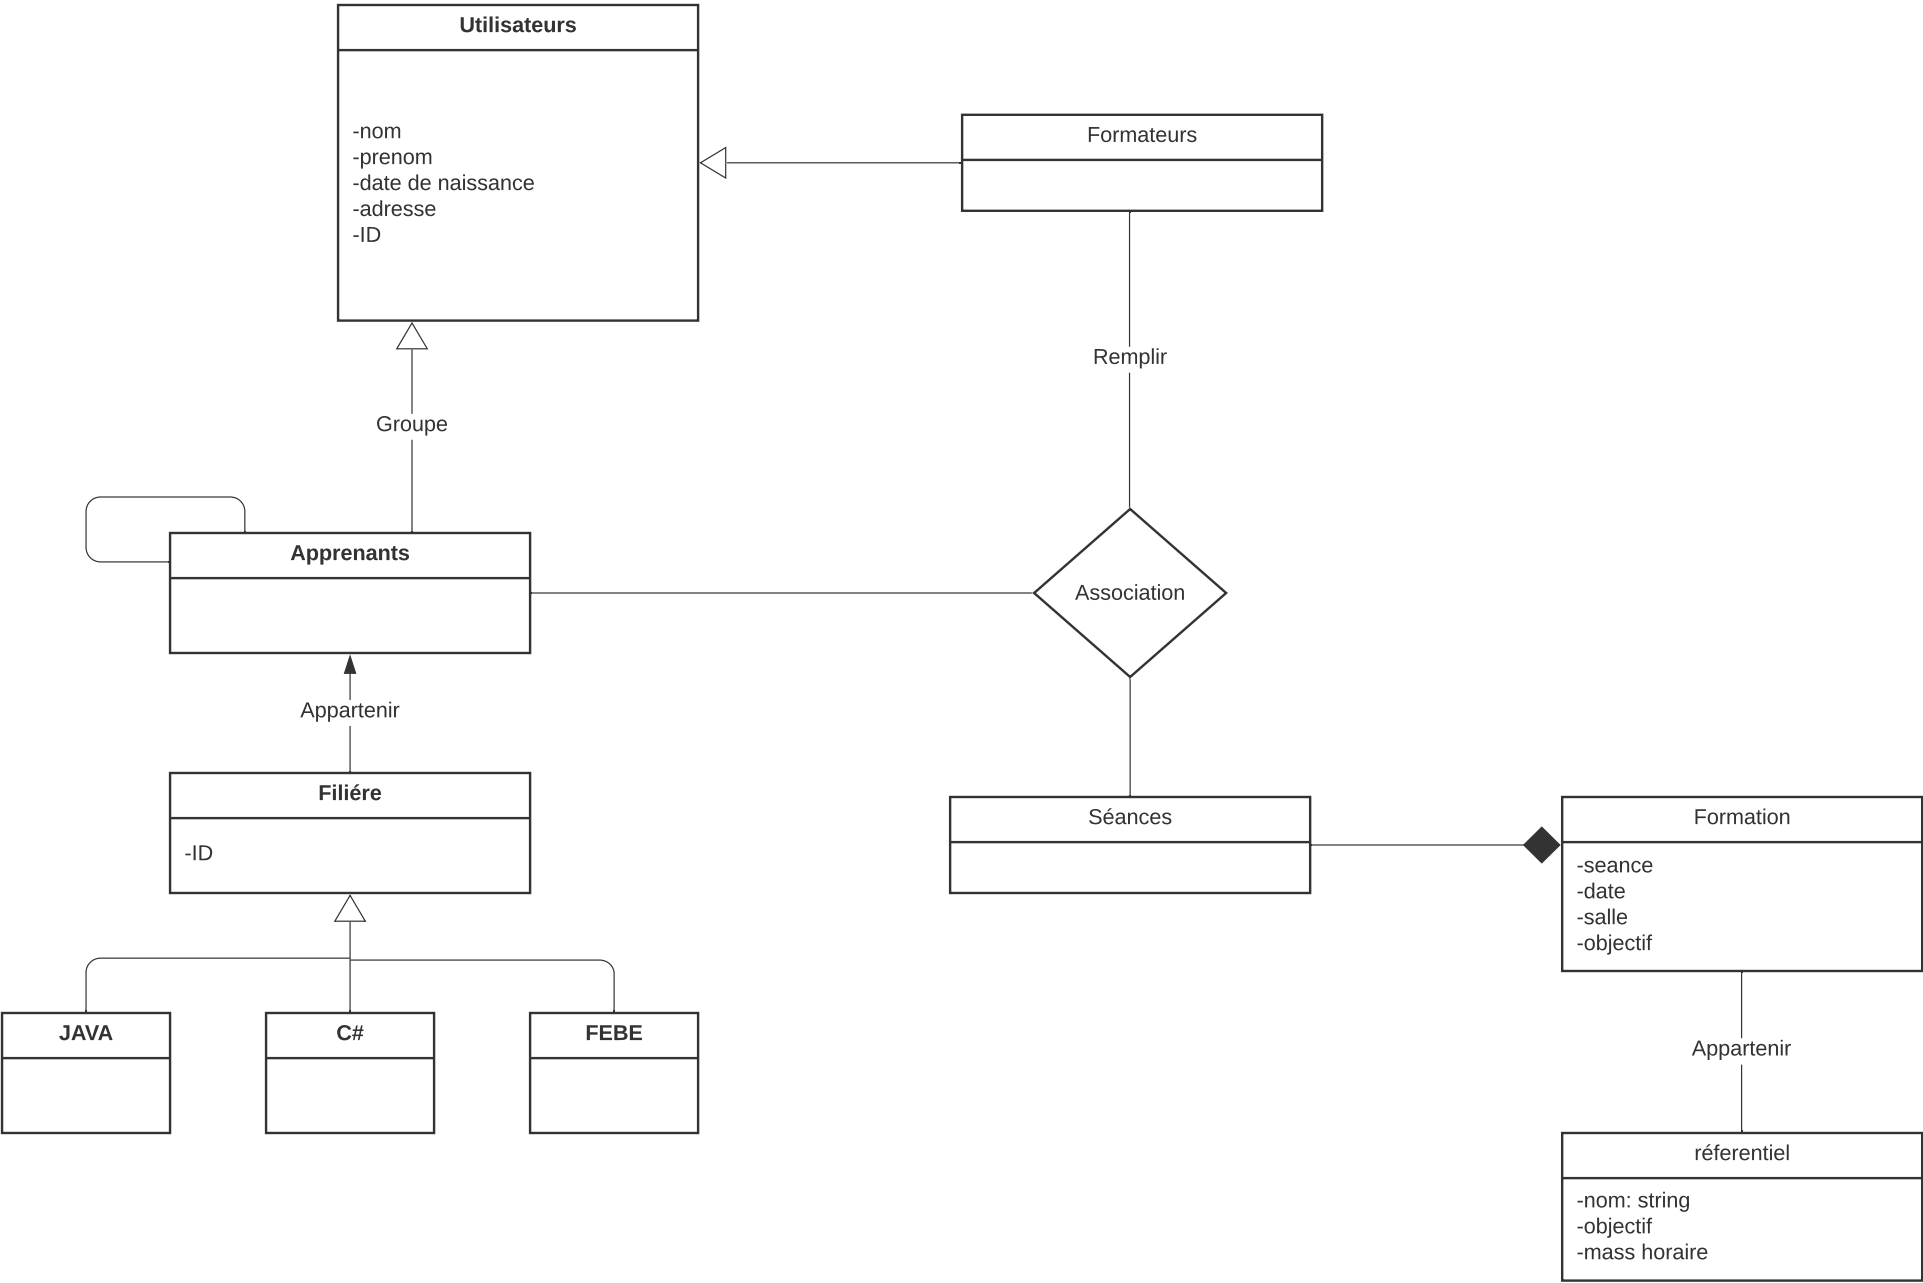 Utilisateurs
-nom
-prenom
-date de naissance
-adresse
-ID
Formateurs
Remplir
Groupe
Apprenants
Association
Appartenir
Filiére
-ID
Séances
Formation
-seance
-date
-salle
-objectif
JAVA
C#
FEBE
Appartenir
réferentiel
-nom: string
-objectif
-mass horaire